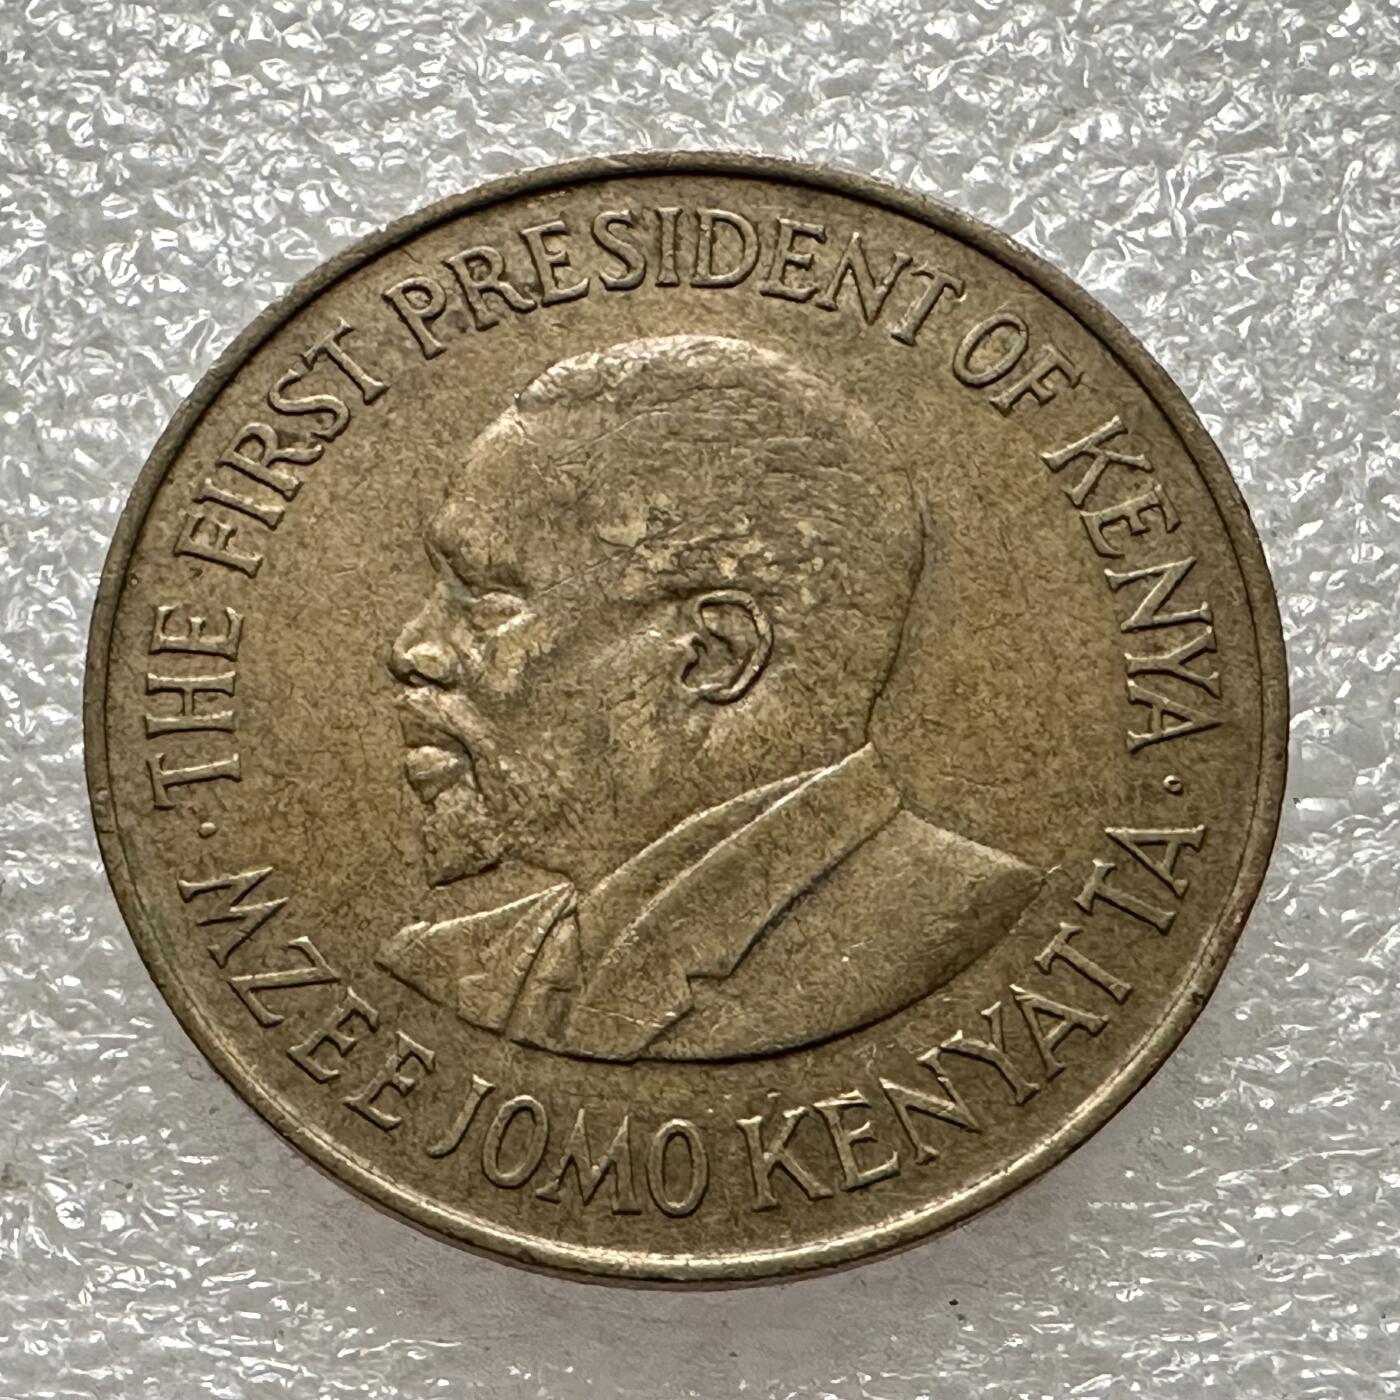 · THE FIRST PRESIDENT OF KENYA ·
MZEE JOMO KENYATTA